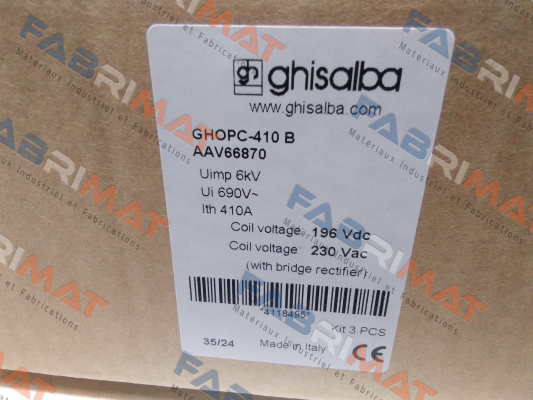 gh ghisalba
www.ghisalba.com
GHOPC-410 B
AAV66870
Uimp 6kV
Ui 690V~
Ith 410A
Coil voltage: 196 Vdc
Coil voltage: 230 Vac
(with bridge rectifier)
*4118495*
Kit 3 PCS
35/24 Made in Italy CE
FABRIMAT
Matériaux Industriel et Fabrications